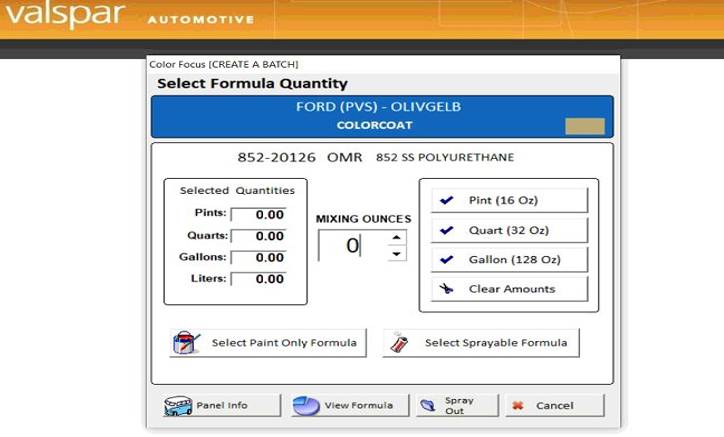 valspar AUTOMOTIVE
Color Focus [CREATE A BATCH]
Select Formula Quantity
FORD (PVS) - OLIVGELB
COLORCOAT
852-20126 OMR 852 SS POLYURETHANE
Selected Quantities
Pints: 0.00
Quarts: 0.00
Gallons: 0.00
Liters: 0.00
MIXING OUNCES
0
Pint (16 Oz)
Quart (32 Oz)
Gallon (128 Oz)
Clear Amounts
Select Paint Only Formula
Select Sprayable Formula
Panel Info
View Formula
Spray
Out
Cancel